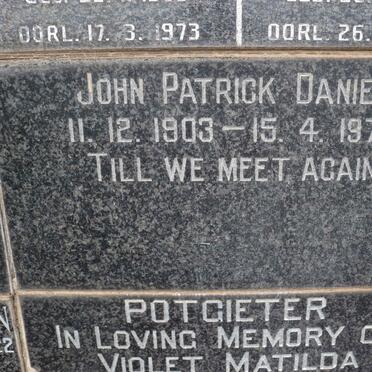 OORL. 17. 3. 1973
OORL. 26.
JOHN PATRICK DANIE
11. 12. 1903 – 15. 4. 197
TILL WE MEET AGAIN
POTGIETER
IN LOVING MEMORY O
VIOLET MATILDA